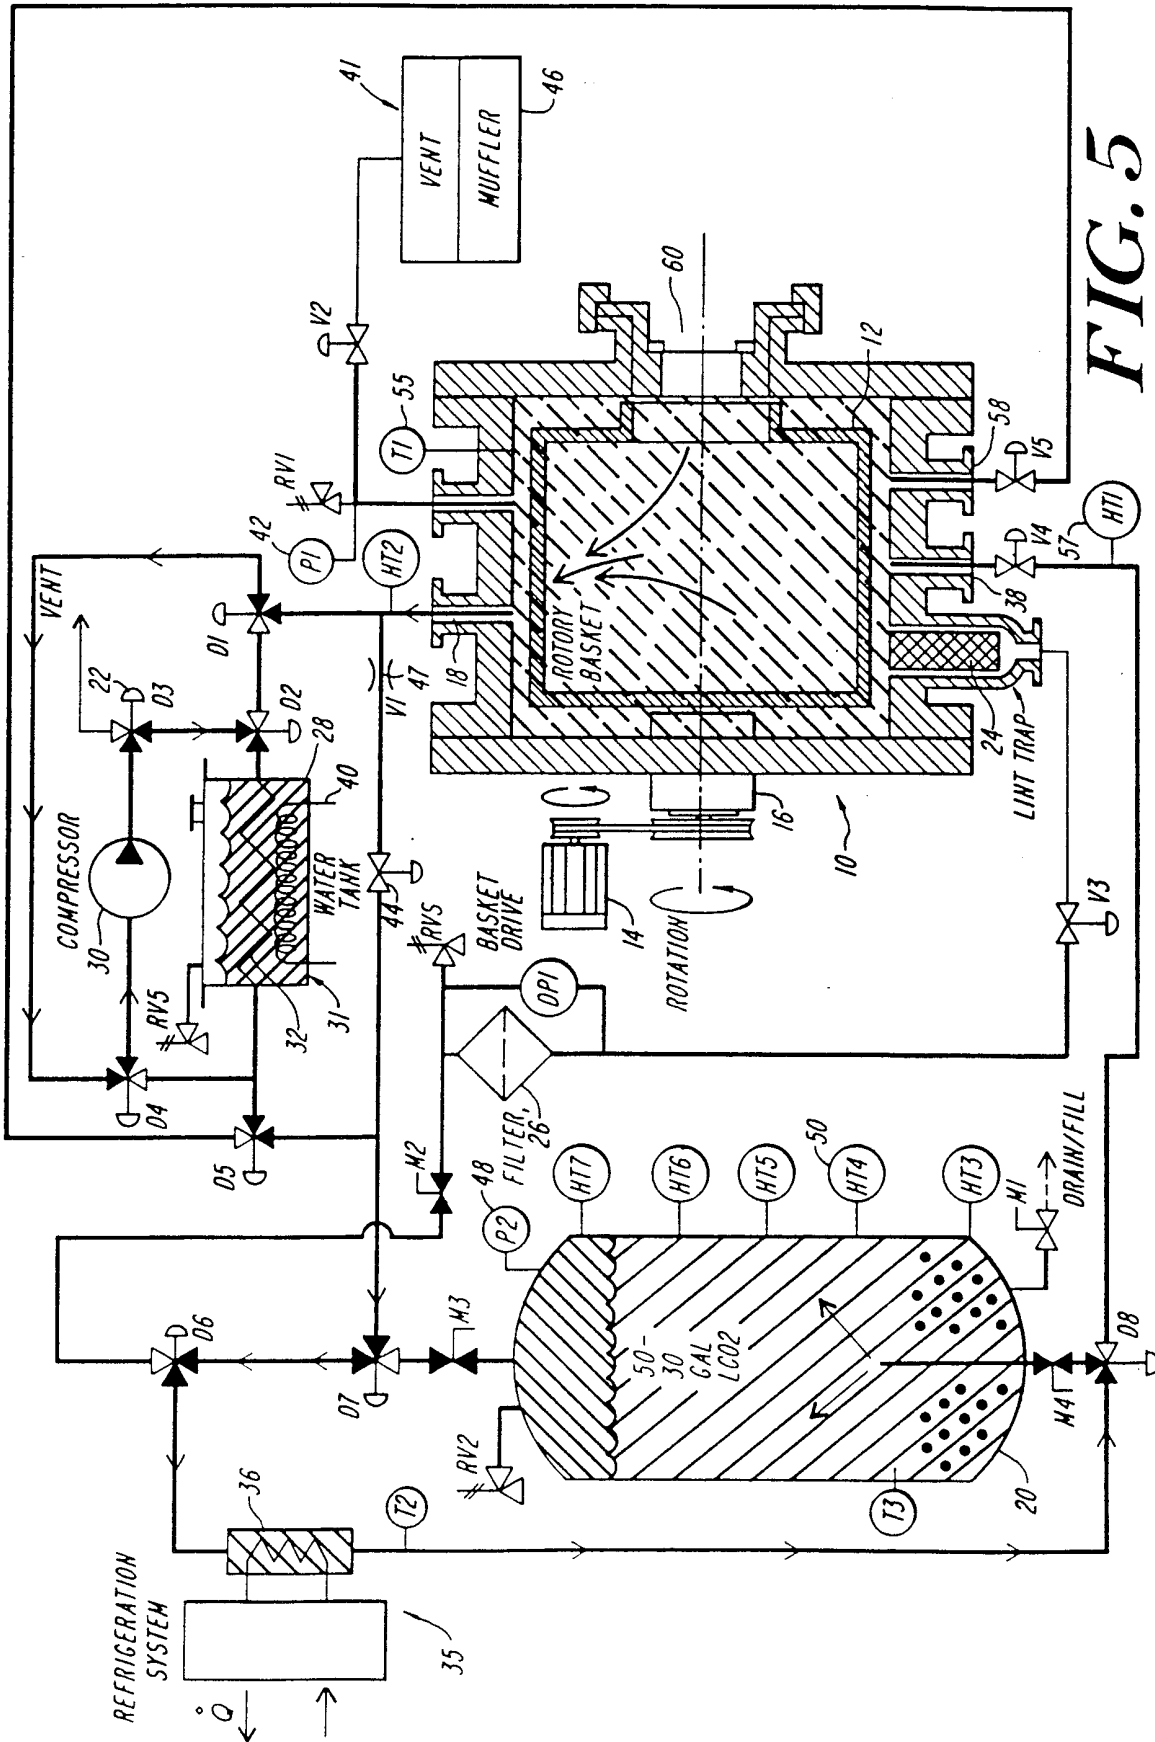 FIG. 5
REFRIGERATION
SYSTEM
Q
35
36
T2
D6
D7
M3
RV2
P2
48
50-
30
GAL
LCO2
T3
20
HT7
HT6
HT5
HT4
50
HT3
M1
DRAIN/FILL
M4
D8
M2
FILTER,
26
DPI
RVS
D5
D4
RV5
COMPRESSOR
30
32
31
WATER
TANK
28
40
VENT
22
D3
D2
D1
44
V1
47
18
HT2
P1
42
RV1
T1
55
V2
VENT
MUFFLER
41
46
BASKET
DRIVE
14
ROTATION
16
10
ROTORY
BASKET
12
60
24
LINT TRAP
38
58
V3
V4
V5
57
HT1